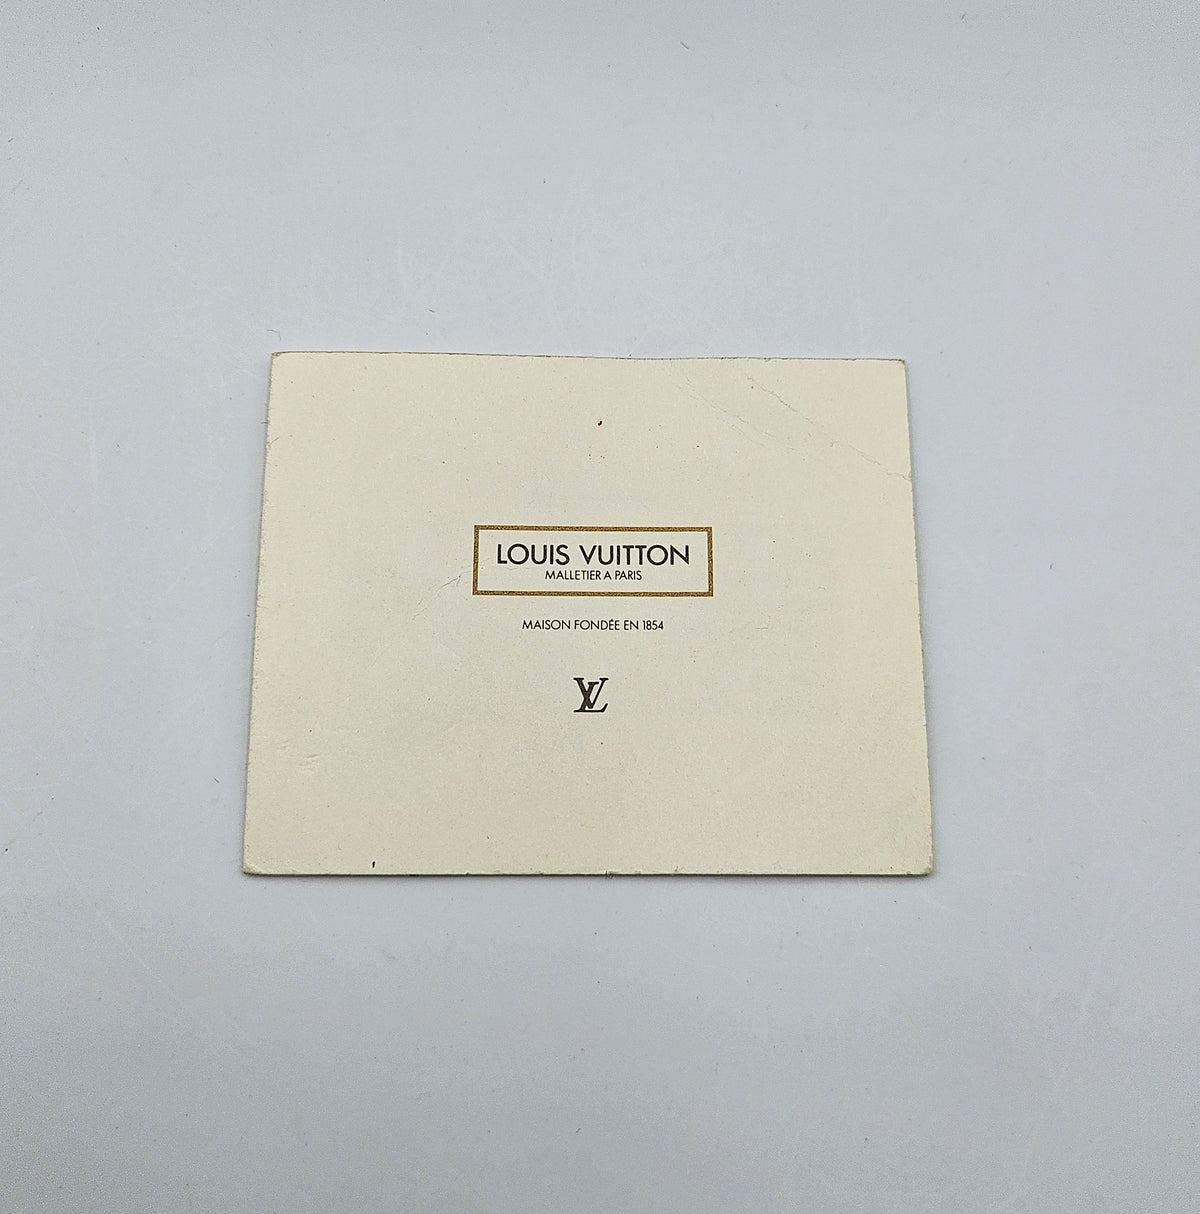 LOUIS VUITTON
MALLETIER A PARIS
MAISON FONDÉE EN 1854
LV